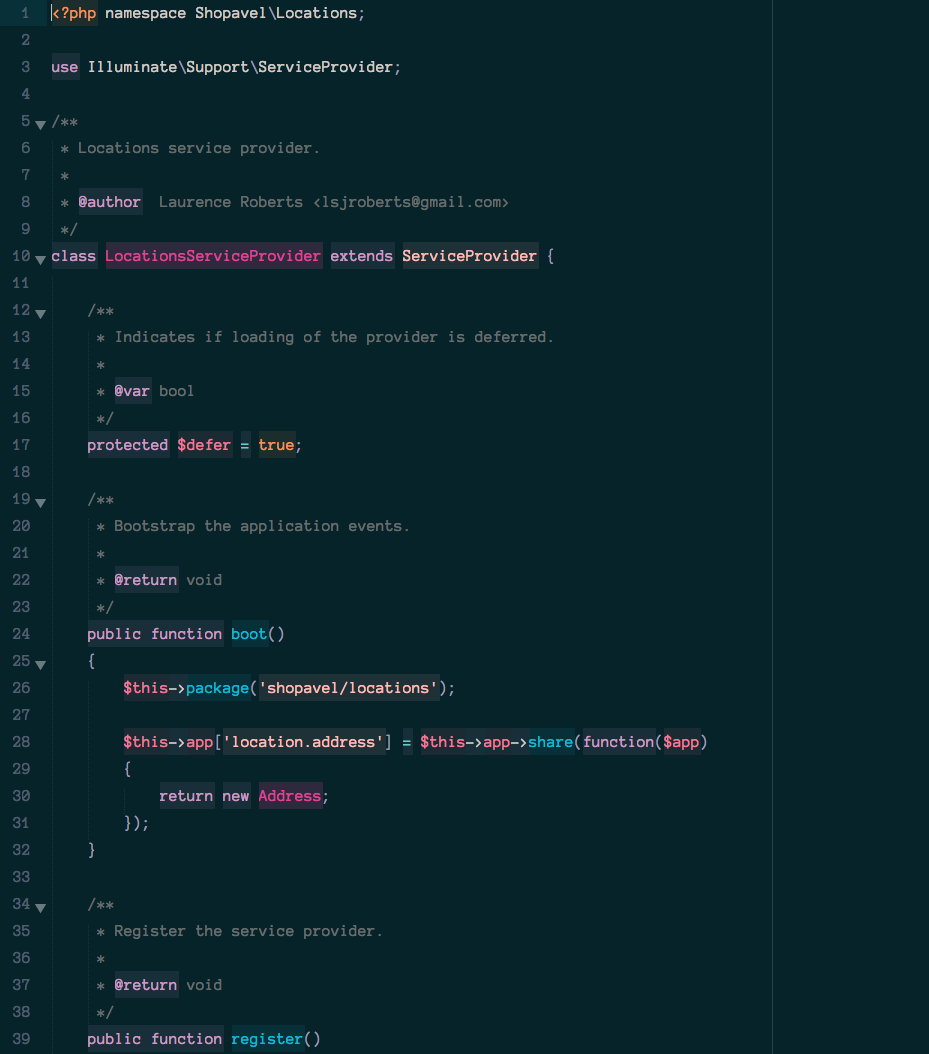 1 <?php namespace Shopavel\Locations;
2
3 use Illuminate\Support\ServiceProvider;
4
5 /**
6  * Locations service provider.
7  *
8  * @author  Laurence Roberts <lsjroberts@gmail.com>
9  */
10 class LocationsServiceProvider extends ServiceProvider {
11
12     /**
13      * Indicates if loading of the provider is deferred.
14      *
15      * @var bool
16      */
17     protected $defer = true;
18
19     /**
20      * Bootstrap the application events.
21      *
22      * @return void
23      */
24     public function boot()
25     {
26         $this->package('shopavel/locations');
27
28         $this->app['location.address'] = $this->app->share(function($app)
29         {
30             return new Address;
31         });
32     }
33
34     /**
35      * Register the service provider.
36      *
37      * @return void
38      */
39     public function register()